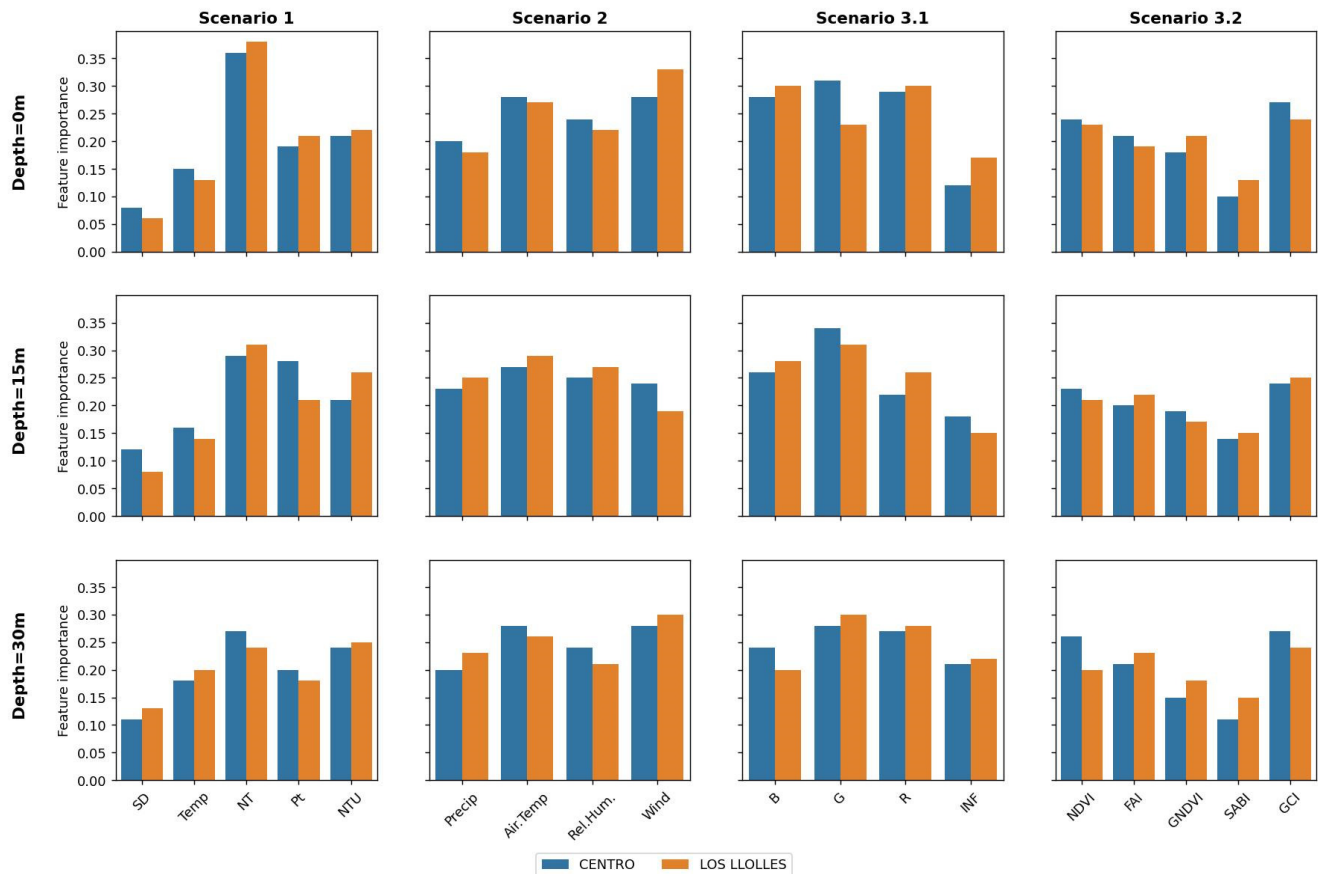 Scenario 1 Scenario 2 Scenario 3.1 Scenario 3.2
Depth=0m
Feature importance
0.35
0.30
0.25
0.20
0.15
0.10
0.05
0.00
Depth=15m
Feature importance
0.35
0.30
0.25
0.20
0.15
0.10
0.05
0.00
Depth=30m
Feature importance
0.35
0.30
0.25
0.20
0.15
0.10
0.05
0.00
SD Temp NT Pt NTU Precip Air.Temp Rel.Hum. Wind B G R INF NDVI FAI GNDVI SABI GCI
CENTRO LOS LLOLLES